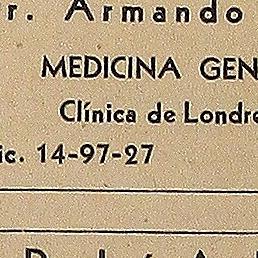 r. Armando
MEDICINA GEN
Clínica de Londre
ic. 14-97-27